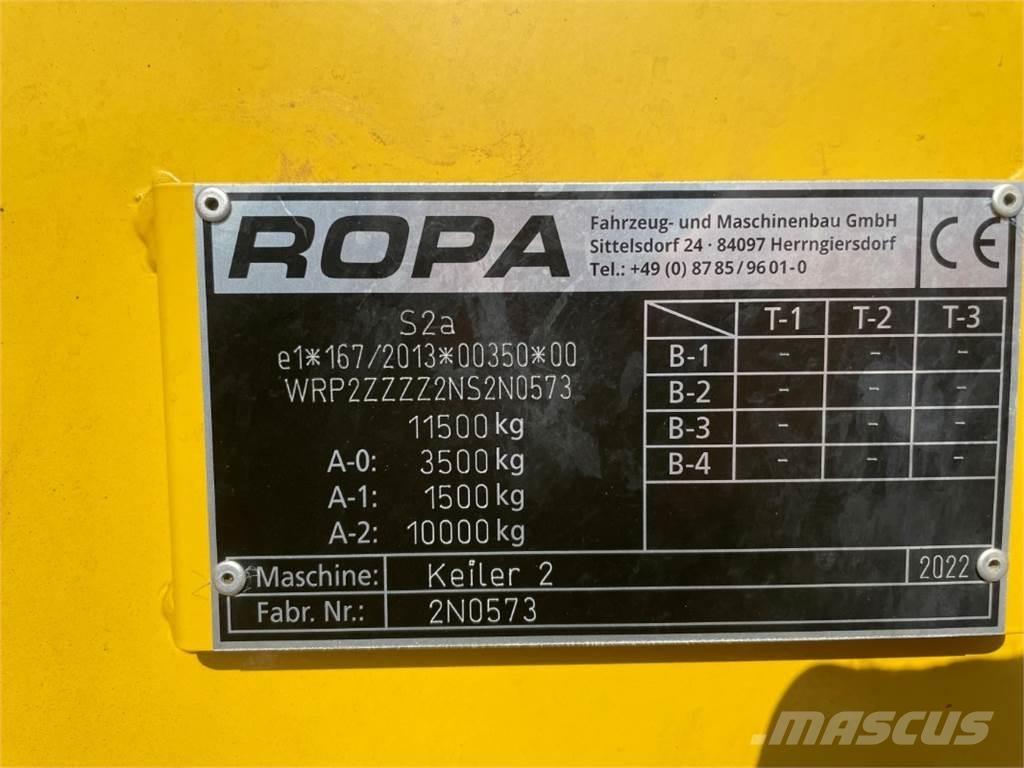 ROPA
Fahrzeug- und Maschinenbau GmbH
Sittelsdorf 24 · 84097 Herrngiersdorf
Tel.: +49 (0) 87 85 / 96 01-0
CE
S2a
e1*167/2013*00350*00
WRP2ZZZZ2NS2N0573
11500 kg
A-0: 3500 kg
A-1: 1500 kg
A-2: 10000 kg
T-1 T-2 T-3
B-1 - - -
B-2 - - -
B-3 - - -
B-4 - - -
Maschine: Keiler 2 2022
Fabr. Nr.: 2N0573
MASCUS